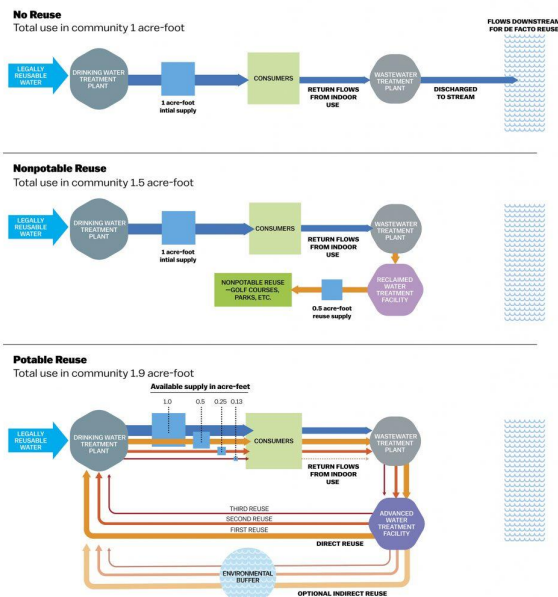 No Reuse
Total use in community 1 acre-foot
FLOWS DOWNSTREAM
FOR DE FACTO REUSE
LEGALLY
REUSABLE
WATER
DRINKING WATER
TREATMENT
PLANT
1 acre-foot
intial supply
CONSUMERS
RETURN FLOWS
FROM INDOOR
USE
WASTEWATER
TREATMENT
PLANT
DISCHARGED
TO STREAM
Nonpotable Reuse
Total use in community 1.5 acre-foot
LEGALLY
REUSABLE
WATER
DRINKING WATER
TREATMENT
PLANT
1 acre-foot
intial supply
CONSUMERS
RETURN FLOWS
FROM INDOOR
USE
WASTEWATER
TREATMENT
PLANT
NONPOTABLE REUSE
—GOLF COURSES,
PARKS, ETC.
0.5 acre-foot
reuse supply
RECLAIMED
WATER
TREATMENT
FACILITY
Potable Reuse
Total use in community 1.9 acre-foot
Available supply in acre-feet
1.0 0.5 0.25 0.13
LEGALLY
REUSABLE
WATER
DRINKING WATER
TREATMENT
PLANT
CONSUMERS
RETURN FLOWS
FROM INDOOR
USE
WASTEWATER
TREATMENT
PLANT
THIRD REUSE
SECOND REUSE
FIRST REUSE
DIRECT REUSE
ADVANCED
WATER
TREATMENT
FACILITY
ENVIRONMENTAL
BUFFER
OPTIONAL INDIRECT REUSE